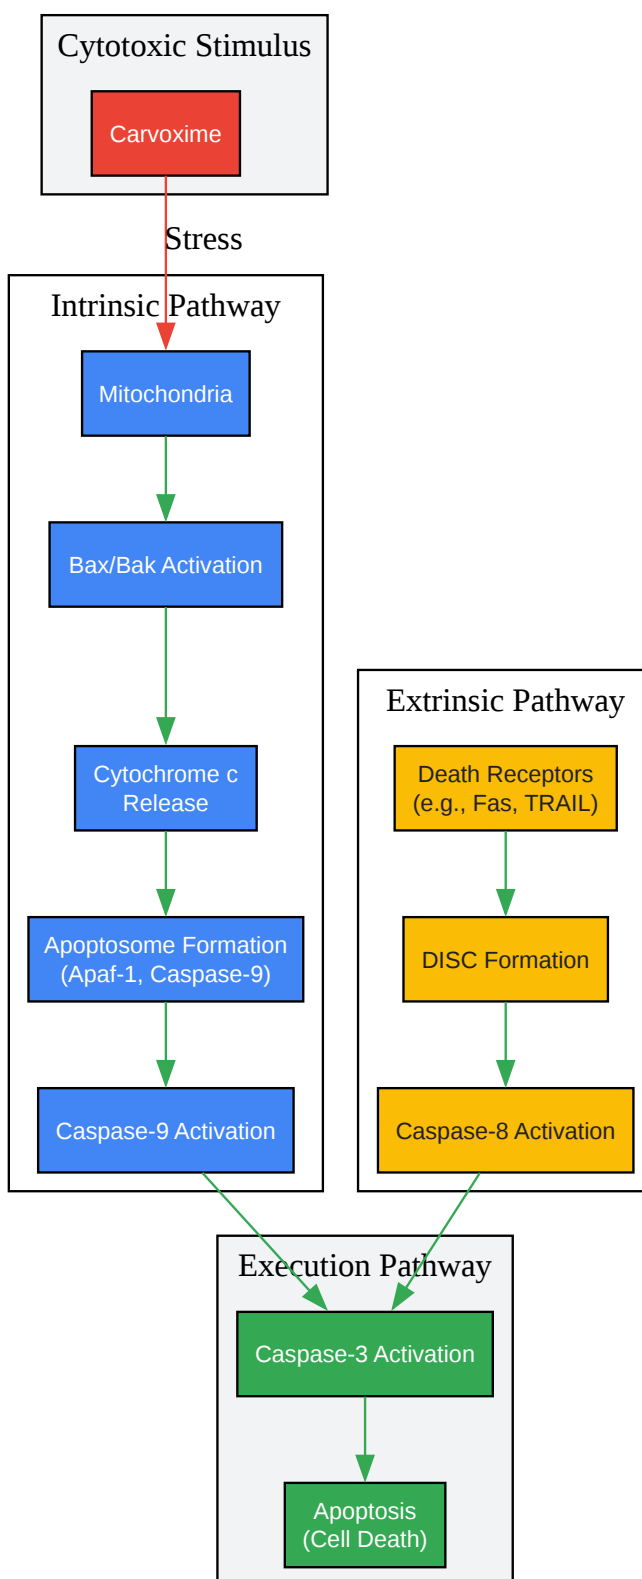 Cytotoxic Stimulus
Carvoxime
Stress
Intrinsic Pathway
Mitochondria
Bax/Bak Activation
Cytochrome c
Release
Apoptosome Formation
(Apaf-1, Caspase-9)
Caspase-9 Activation
Extrinsic Pathway
Death Receptors
(e.g., Fas, TRAIL)
DISC Formation
Caspase-8 Activation
Execution Pathway
Caspase-3 Activation
Apoptosis
(Cell Death)